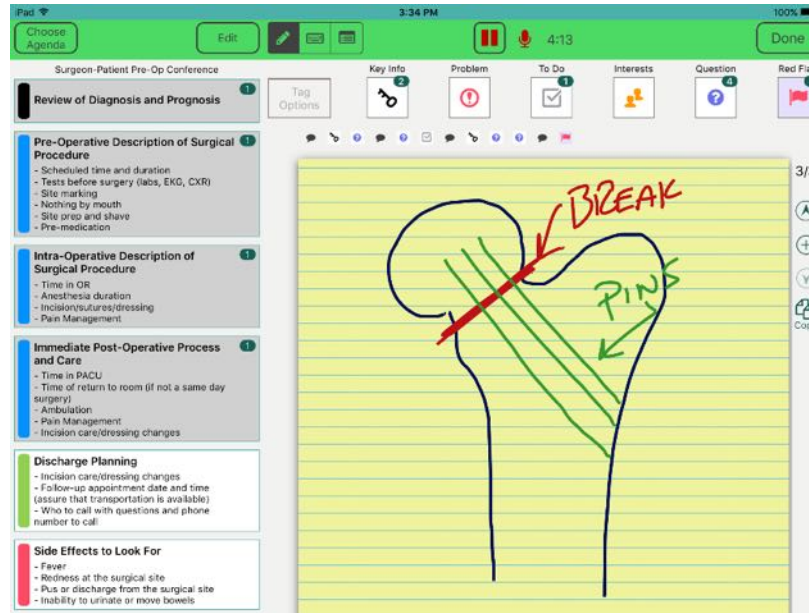 iPad
3:34 PM
100%
Choose
Agenda
Edit
4:13
Done
Surgeon-Patient Pre-Op Conference
Review of Diagnosis and Prognosis
1
Pre-Operative Description of Surgical
Procedure
1
- Scheduled time and duration
- Tests before surgery (labs, EKG, CXR)
- Site marking
- Nothing by mouth
- Site prep and shave
- Pre-medication
Intra-Operative Description of
Surgical Procedure
1
- Time in OR
- Anesthesia duration
- Incision/sutures/dressing
- Pain Management
Immediate Post-Operative Process
and Care
1
- Time in PACU
- Time of return to room (if not a same day
surgery)
- Ambulation
- Pain Management
- Incision care/dressing changes
Discharge Planning
- Incision care/dressing changes
- Follow-up appointment date and time
(assure that transportation is available)
- Who to call with questions and phone
number to call
Side Effects to Look For
- Fever
- Redness at the surgical site
- Pus or discharge from the surgical site
- Inability to urinate or move bowels
Tag
Options
Key Info
2
Problem
To Do
1
Interests
Question
4
Red Fla
BREAK
PINS
3/
Cop